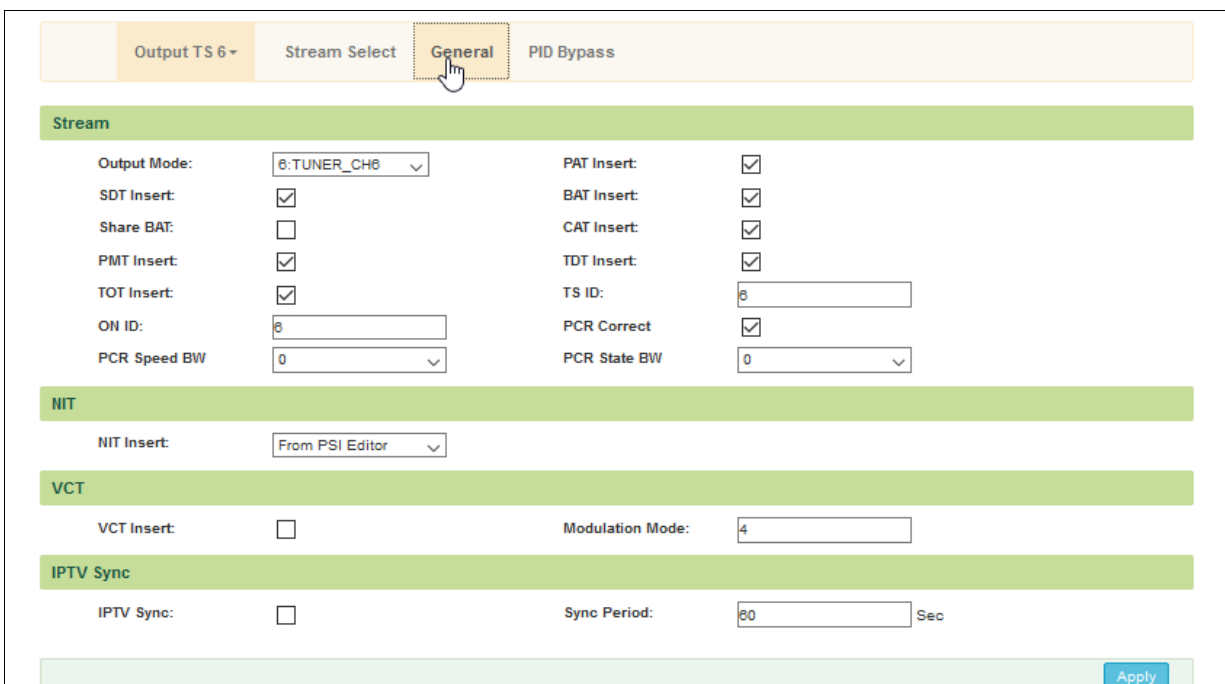 Output TS 6 Stream Select General PID Bypass
Stream
Output Mode: 6:TUNER_CH6 PAT Insert:
SDT Insert: BAT Insert:
Share BAT: CAT Insert:
PMT Insert: TDT Insert:
TOT Insert: TS ID: 6
ON ID: 6 PCR Correct
PCR Speed BW 0 PCR State BW 0
NIT
NIT Insert: From PSI Editor
VCT
VCT Insert: Modulation Mode: 4
IPTV Sync
IPTV Sync: Sync Period: 60 Sec
Apply